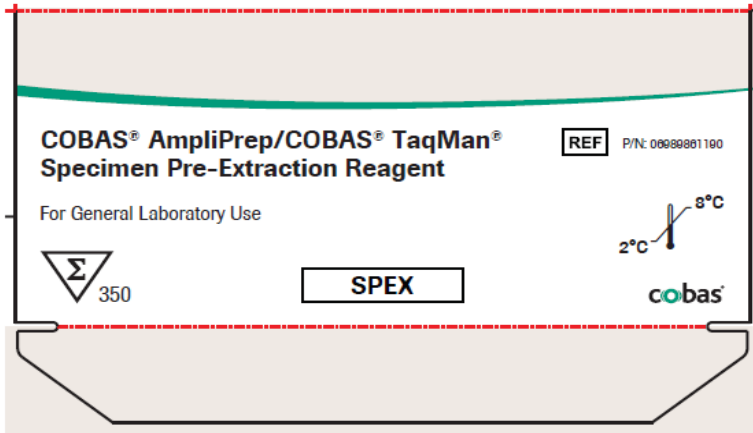 COBAS® AmpliPrep/COBAS® TaqMan®
Specimen Pre-Extraction Reagent
REF P/N: 06989861190
For General Laboratory Use
8°C
2°C
Σ 350
SPEX
cobas®